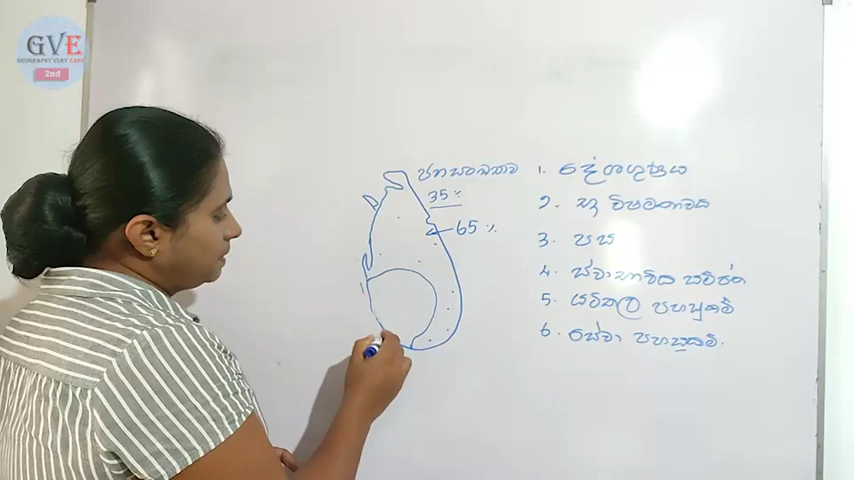 GVE
GEOGRAPHY VERY EASY
2nd
ජනසංඛ්‍යාව
35%
65%
1. දේශගුණය
2. භූ විෂමතාවය
3. පස
4. ස්වාභාවික සම්පත්
5. යටිතල පහසුකම්
6. සේවා පහසුකම්.